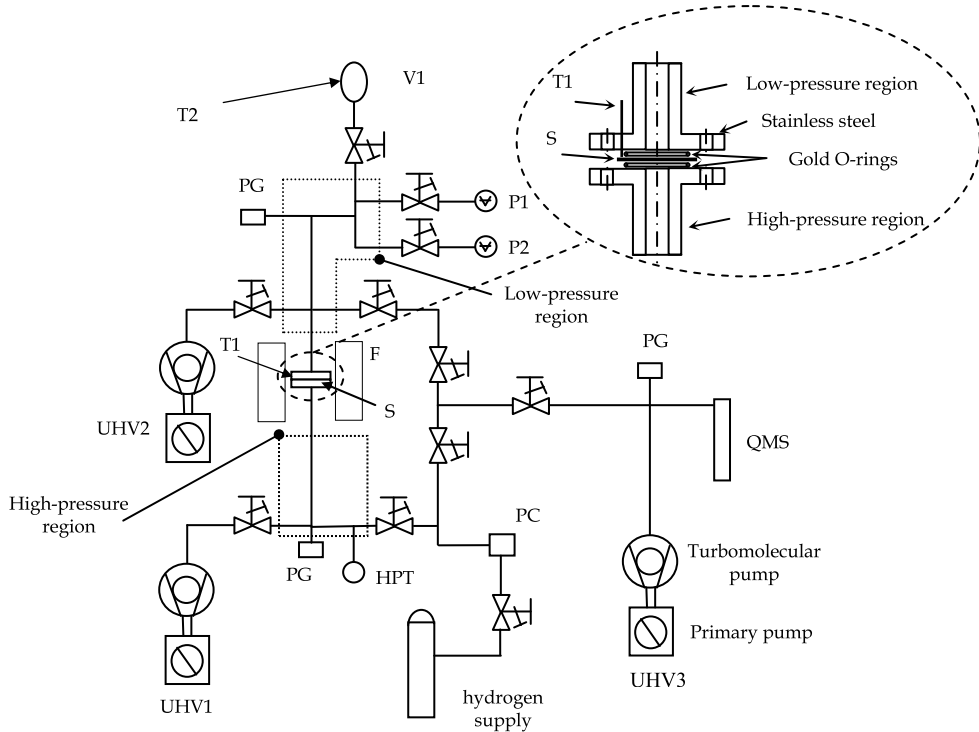 V1
T2
T1
Low-pressure region
Stainless steel
S
Gold O-rings
High-pressure region
PG
P1
P2
Low-pressure
region
T1
F
S
UHV2
PG
QMS
High-pressure
region
PG
HPT
PC
Turbomolecular
pump
Primary pump
UHV1
UHV3
hydrogen
supply